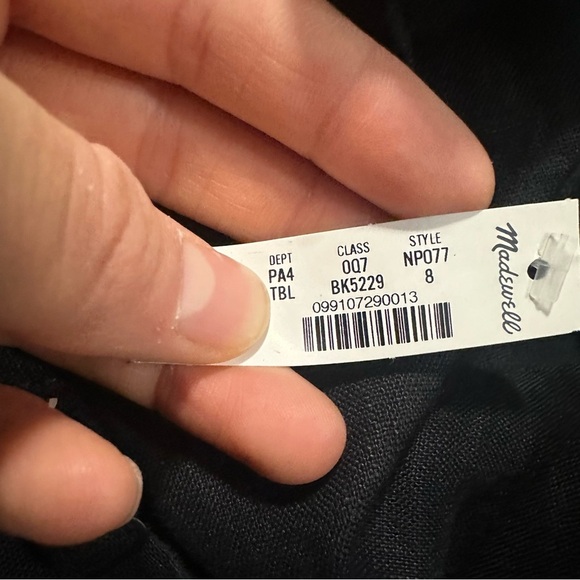 DEPT CLASS STYLE
PA4 0Q7 NP077
TBL BK5229 8
099107290013
Madewell